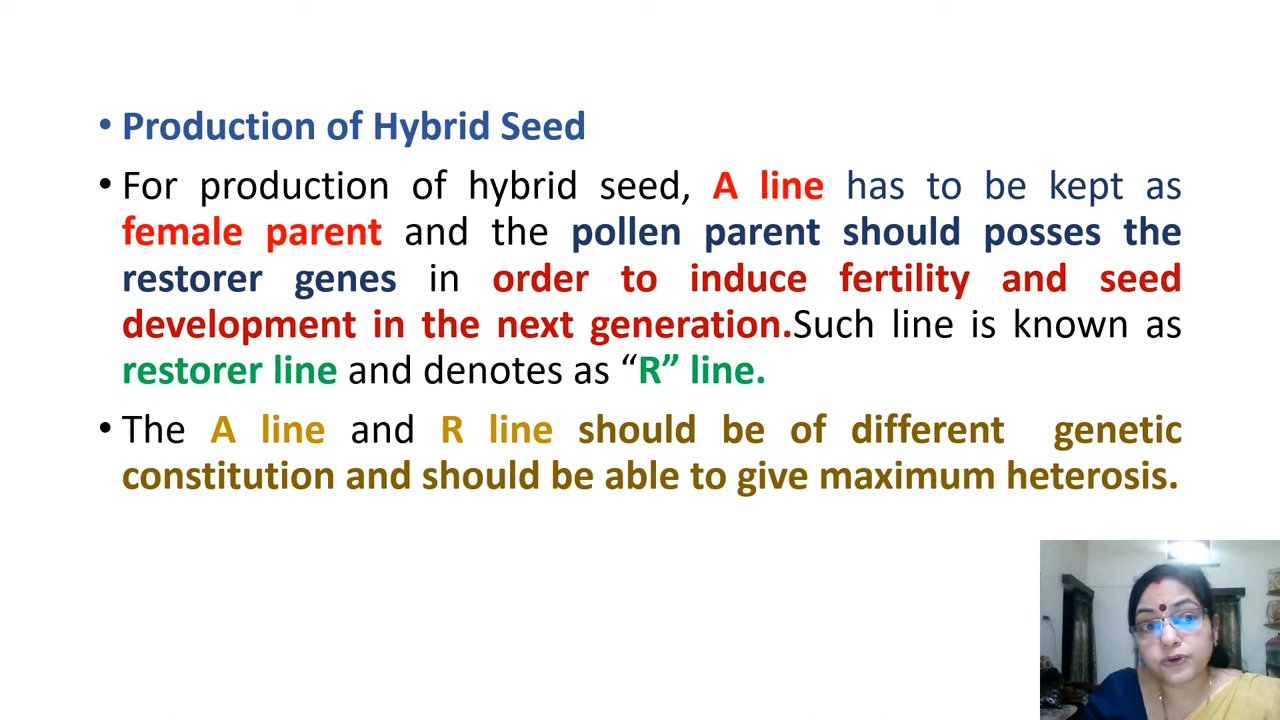 • Production of Hybrid Seed
• For production of hybrid seed, A line has to be kept as
female parent and the pollen parent should posses the
restorer genes in order to induce fertility and seed
development in the next generation.Such line is known as
restorer line and denotes as “R” line.
• The A line and R line should be of different genetic
constitution and should be able to give maximum heterosis.